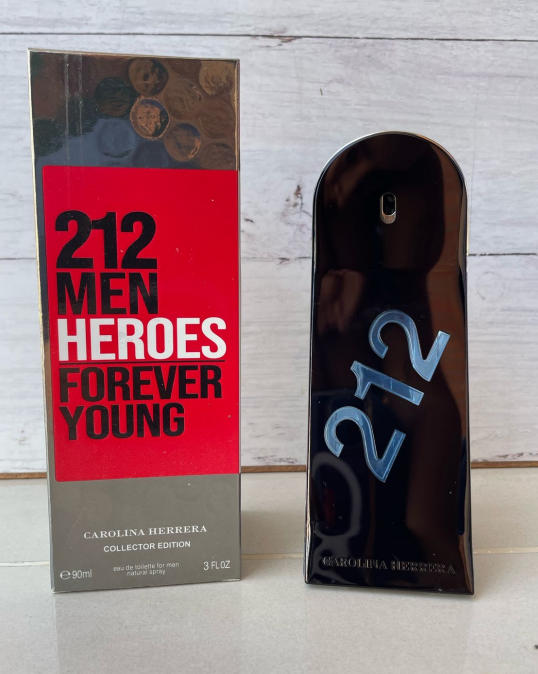 212
MEN
HEROES
FOREVER
YOUNG
CAROLINA HERRERA
COLLECTOR EDITION
℮90ml
eau de toilette for men
natural spray
3 FL OZ
212
CAROLINA HERRERA